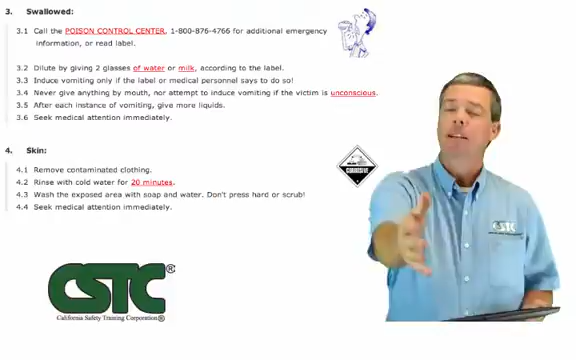 3. Swallowed:
3.1 Call the POISON CONTROL CENTER, 1-800-876-4766 for additional emergency
information, or read label.
3.2 Dilute by giving 2 glasses of water or milk, according to the label.
3.3 Induce vomiting only if the label or medical personnel says to do so!
3.4 Never give anything by mouth, nor attempt to induce vomiting if the victim is unconscious.
3.5 After each instance of vomiting, give more liquids.
3.6 Seek medical attention immediately.
4. Skin:
4.1 Remove contaminated clothing.
4.2 Rinse with cold water for 20 minutes.
4.3 Wash the exposed area with soap and water. Don't press hard or scrub!
4.4 Seek medical attention immediately.
CORROSIVE
CSTC
CSTC®
California Safety Training Corporation®